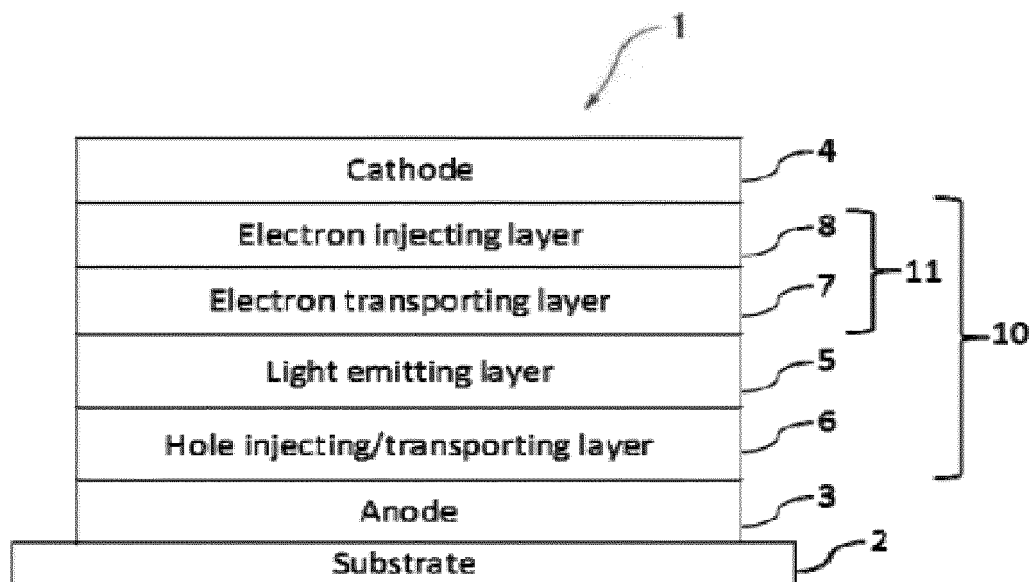 1
Cathode 4
Electron injecting layer 8
Electron transporting layer 7
11
10
Light emitting layer 5
Hole injecting/transporting layer 6
Anode 3
Substrate 2